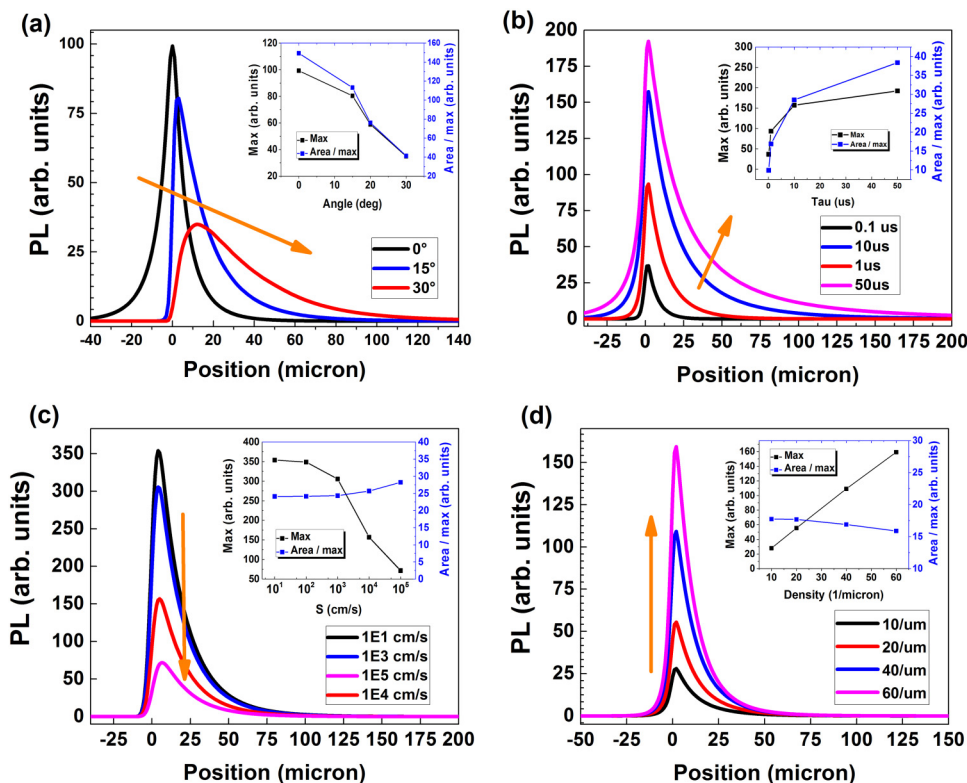 (a)
PL (arb. units)
100
75
50
25
0
-40 -20 0 20 40 60 80 100 120 140
Position (micron)
0°
15°
30°
Max (arb. units)
120
100
80
60
40
20
Area / max (arb. units)
160
150
140
130
120
110
100
90
80
70
60
50
40
30
20
0 10 20 30
Angle (deg)
Max
Area / max
(b)
PL (arb. units)
200
175
150
125
100
75
50
25
0
-25 0 25 50 75 100 125 150 175 200
Position (micron)
0.1 us
10us
1us
50us
Max (arb. units)
300
250
200
150
100
50
0
Area / max (arb. units)
40
35
30
25
20
15
10
0 10 20 30 40 50
Tau (us)
Max
Area / max
(c)
PL (arb. units)
350
300
250
200
150
100
50
0
-25 0 25 50 75 100 125 150 175 200
Position (micron)
1E1 cm/s
1E3 cm/s
1E5 cm/s
1E4 cm/s
Max (arb. units)
400
350
300
250
200
150
100
50
Area / max (arb. units)
40
35
30
25
20
15
10
5
0
10¹ 10² 10³ 10⁴ 10⁵
S (cm/s)
Max
Area / max
(d)
PL (arb. units)
150
125
100
75
50
25
0
-50 -25 0 25 50 75 100 125 150
Position (micron)
10/um
20/um
40/um
60/um
Max (arb. units)
160
140
120
100
80
60
40
20
0
Area / max (arb. units)
30
25
20
15
10
10 20 30 40 50 60
Density (1/micron)
Max
Area / max